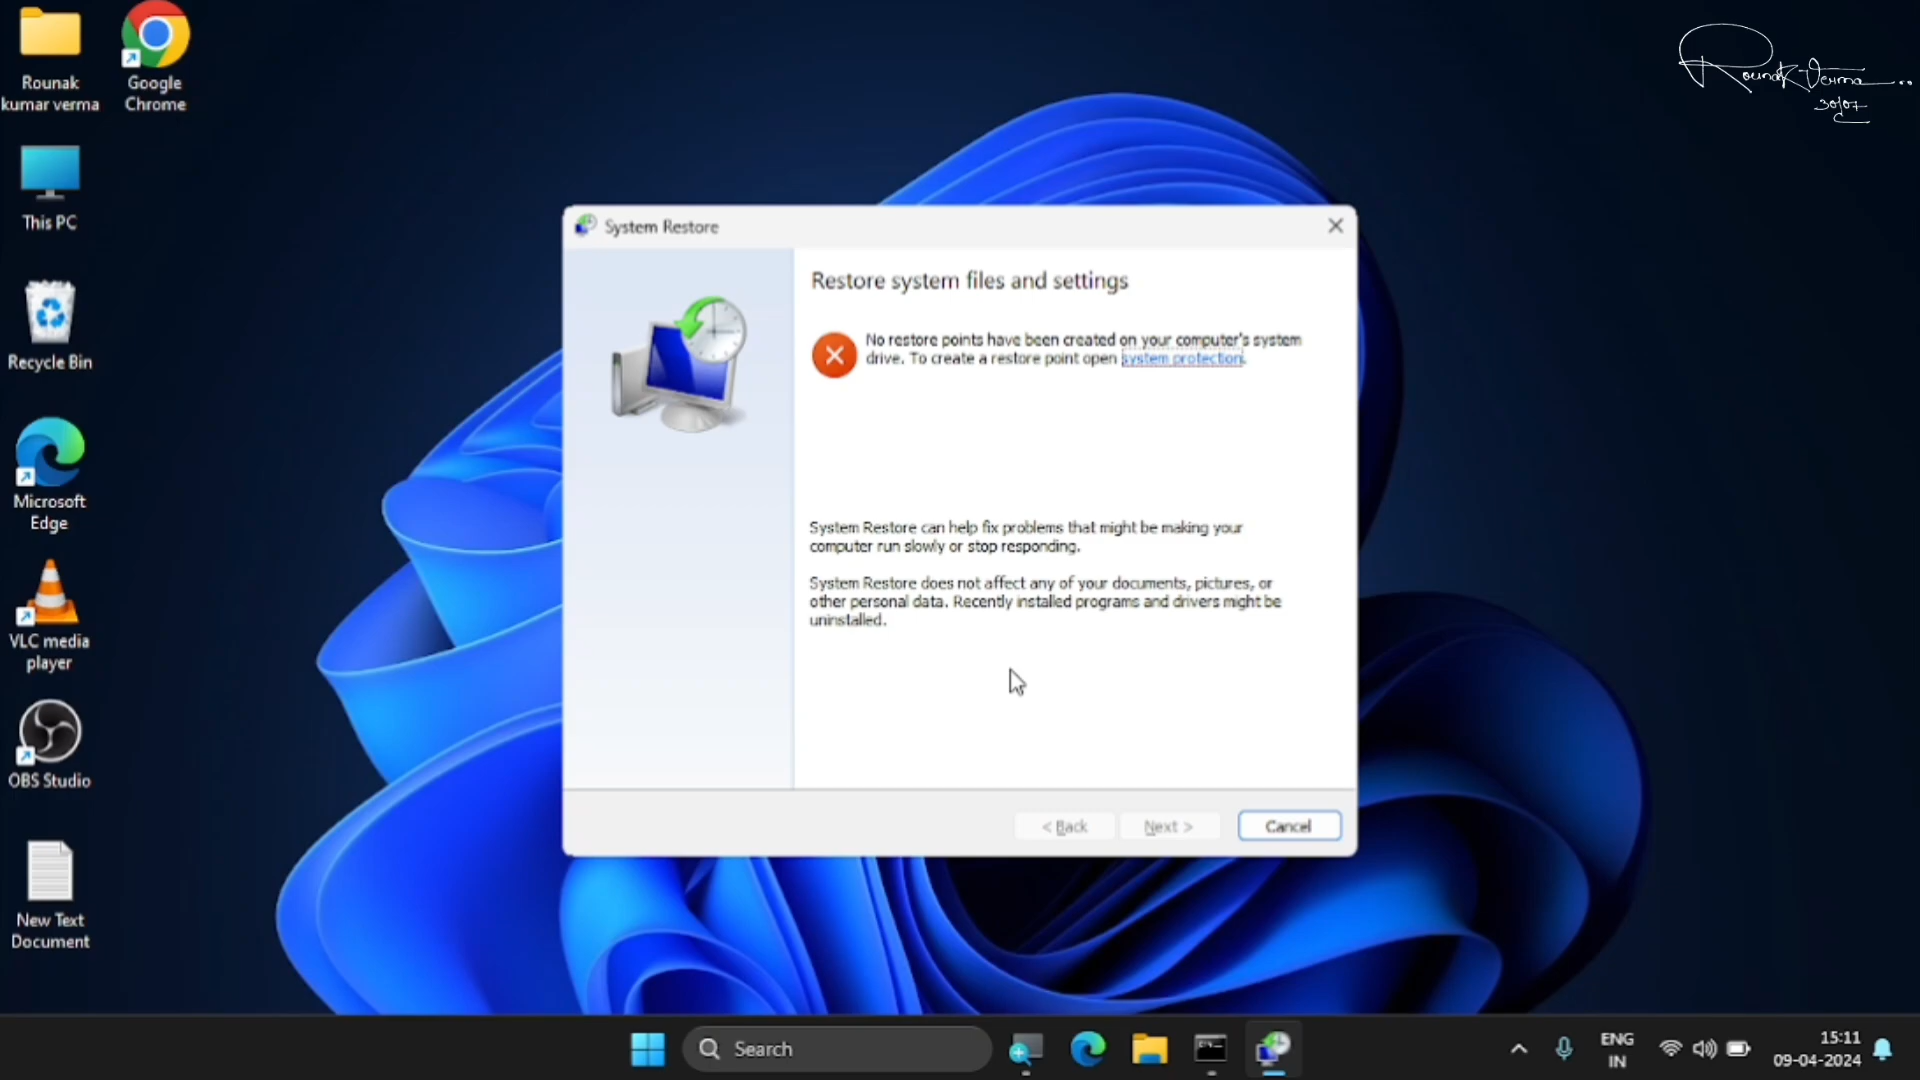 Rounak
kumar verma
Google
Chrome
This PC
Recycle Bin
Microsoft
Edge
VLC media
player
OBS Studio
New Text
Document
Rounak Verma
30/07
System Restore
Restore system files and settings
No restore points have been created on your computer's system
drive. To create a restore point open system protection.
System Restore can help fix problems that might be making your
computer run slowly or stop responding.
System Restore does not affect any of your documents, pictures, or
other personal data. Recently installed programs and drivers might be
uninstalled.
< Back
Next >
Cancel
Search
ENG
IN
15:11
09-04-2024